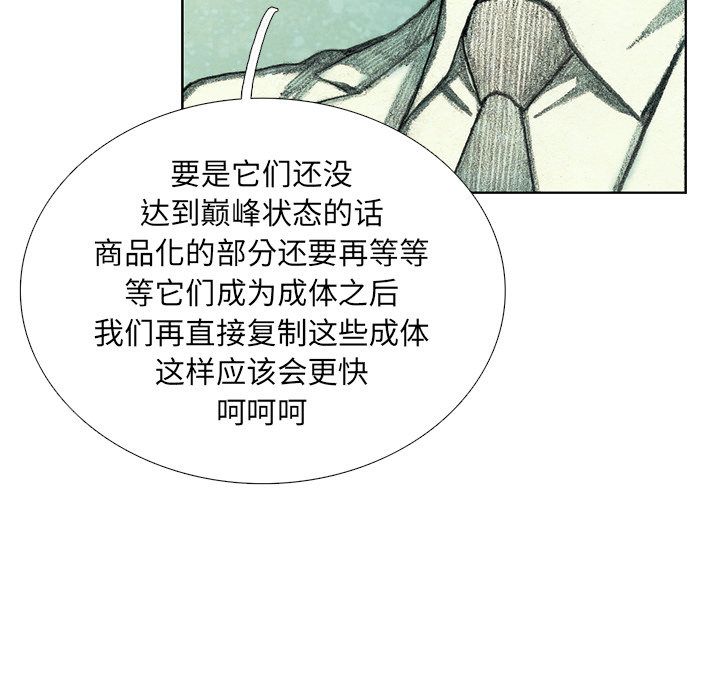 要是它们还没
达到巅峰状态的话
商品化的部分还要再等等
等它们成为成体之后
我们再直接复制这些成体
这样应该会更快
呵呵呵